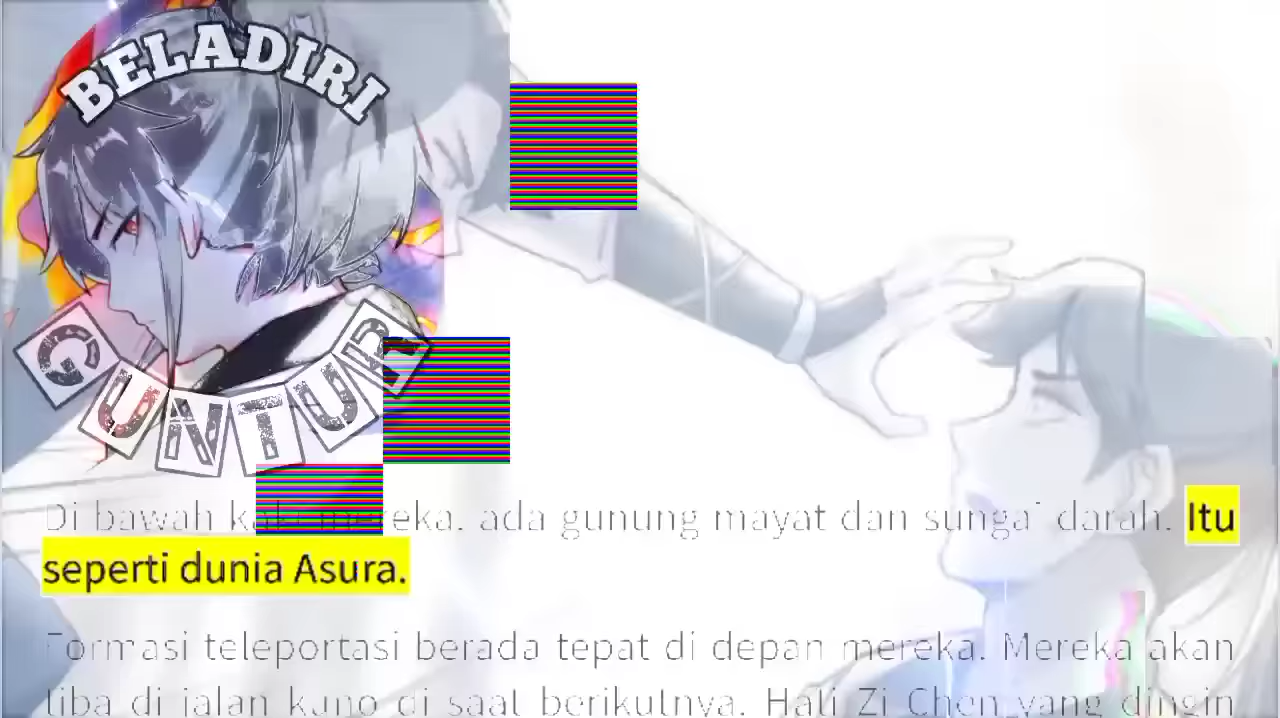 BELADIRI
GUNTUR
Di bawah kaki mereka, ada gunung mayat dan sungai darah. Itu
seperti dunia Asura.
Formasi teleportasi berada tepat di depan mereka. Mereka akan
tiba di jalan kuno di saat berikutnya. Hati Zi Chen yang dingin